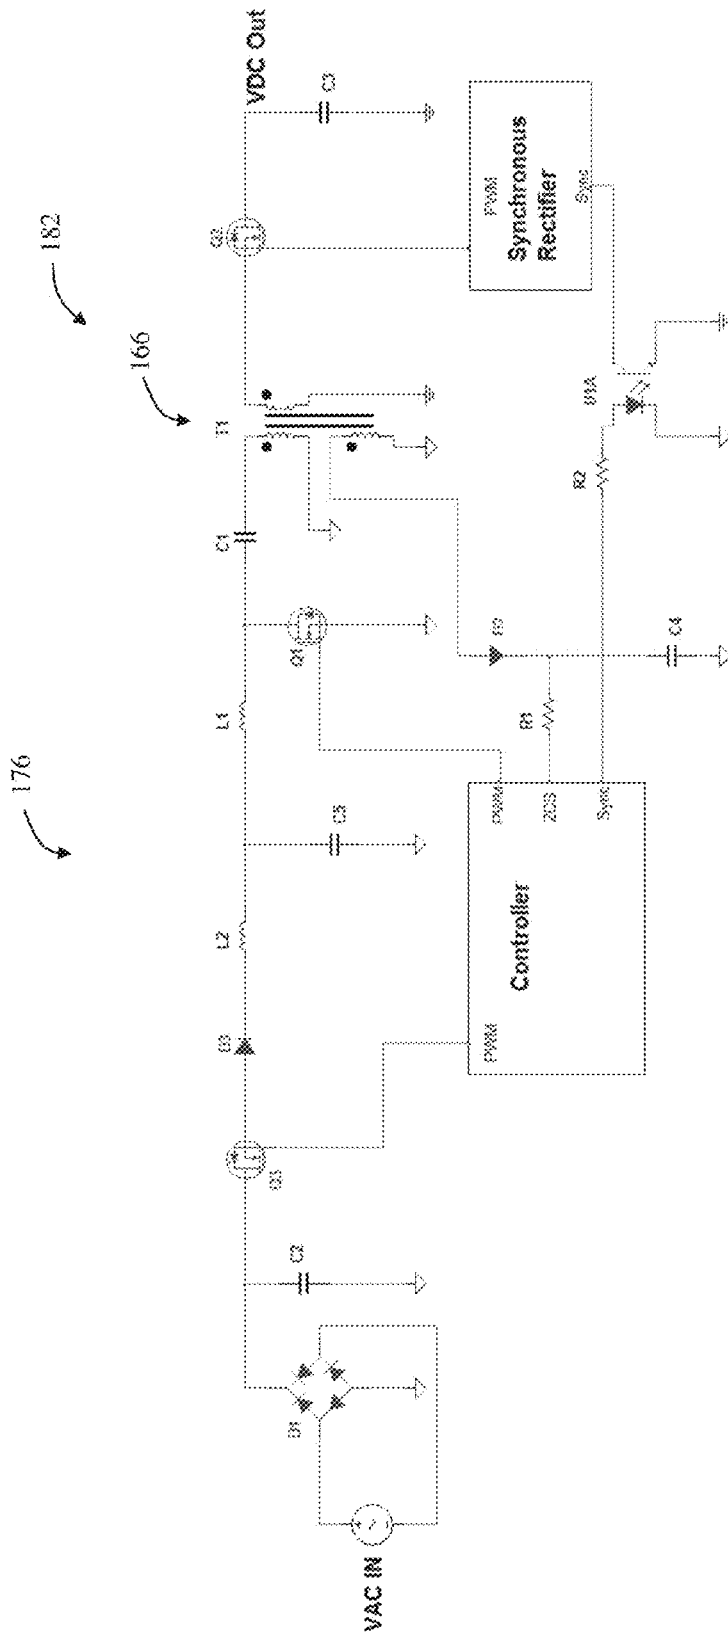 176
182
166
VAC IN
D1
C2
Q3
D3
L2
C5
L1
Q1
C1
T1
Q2
C3
VDC Out
PWM
Controller
PWM
ZCS
Sync
R1
C4
R2
U1A
PWM
Synchronous
Rectifier
Sync